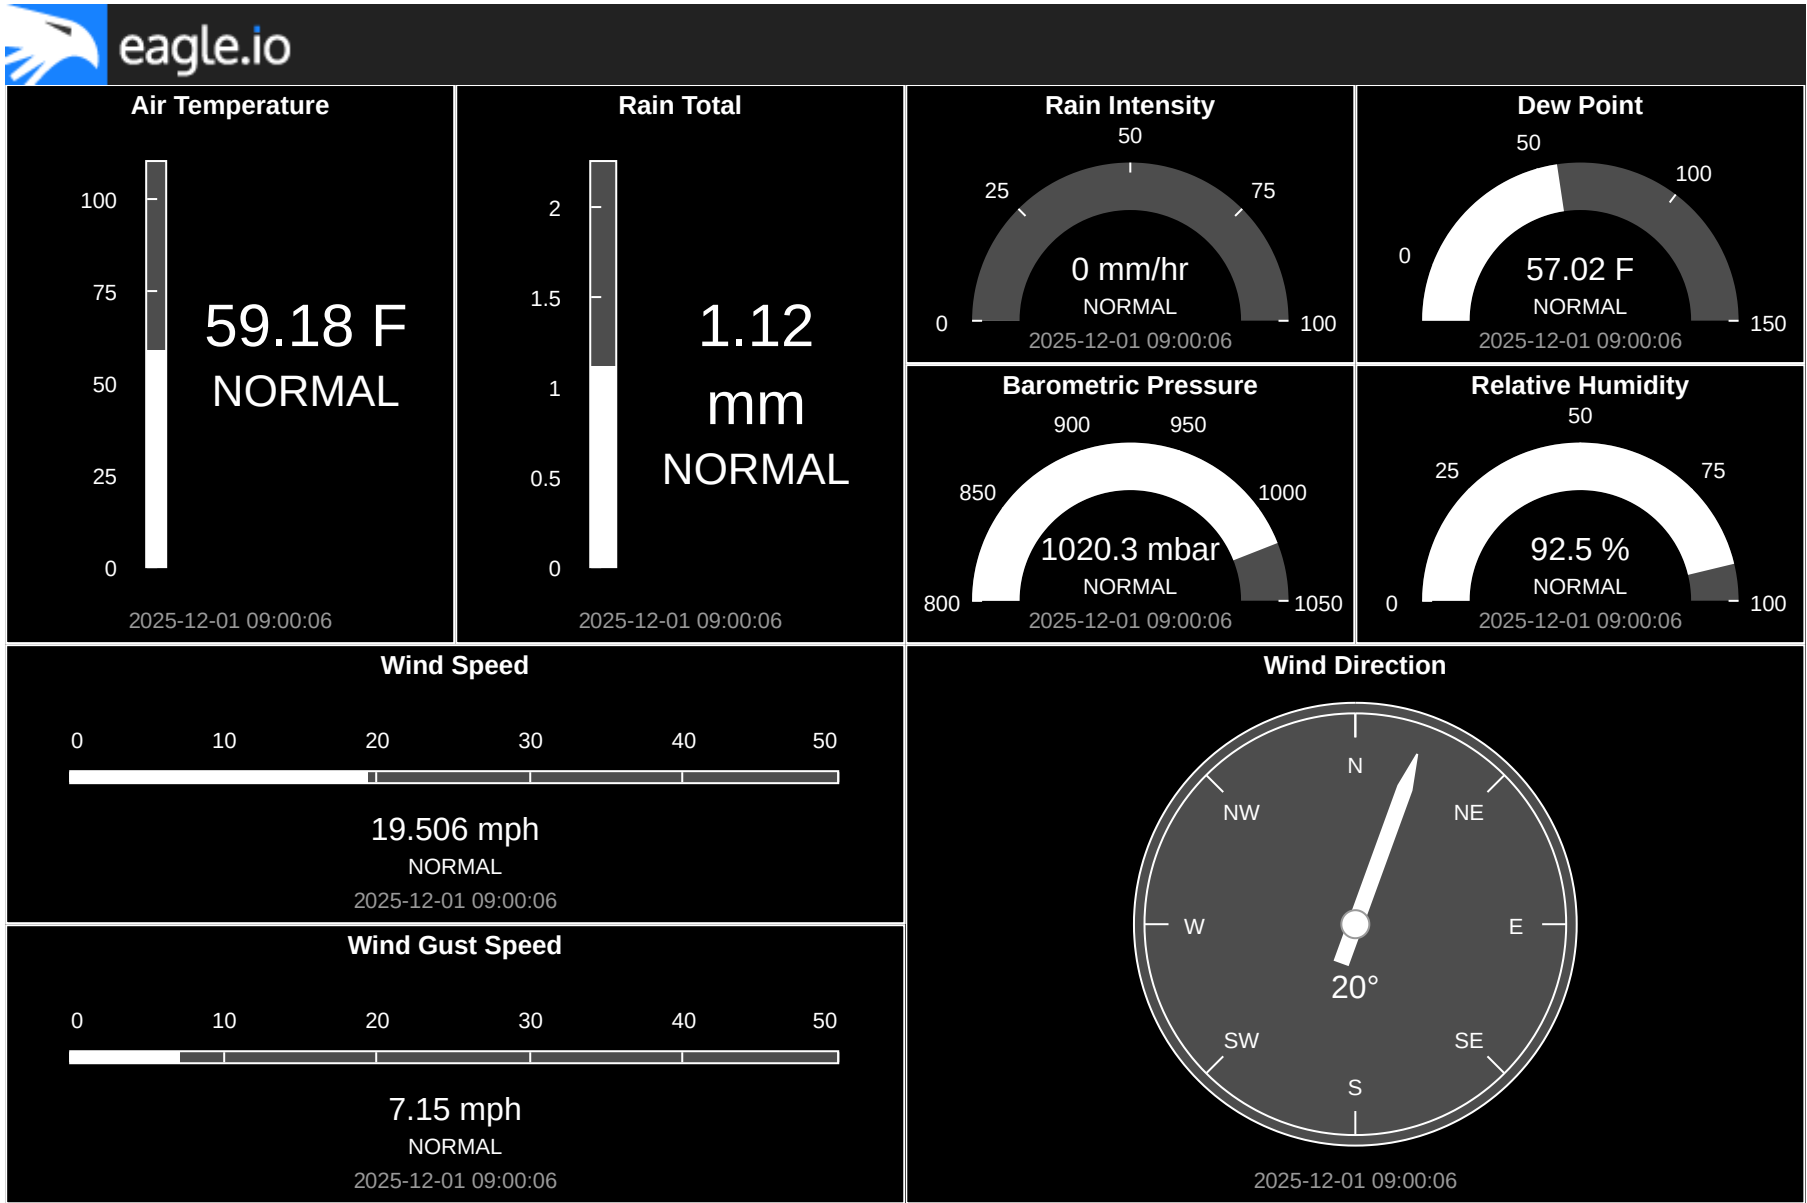 eagle.io
Air Temperature
100
75
50
25
0
59.18 F
NORMAL
2025-12-01 09:00:06
Rain Total
2
1.5
1
0.5
0
1.12
mm
NORMAL
2025-12-01 09:00:06
Rain Intensity
50
25
75
0
100
0 mm/hr
NORMAL
2025-12-01 09:00:06
Dew Point
50
100
0
150
57.02 F
NORMAL
2025-12-01 09:00:06
Barometric Pressure
900
950
850
1000
800
1050
1020.3 mbar
NORMAL
2025-12-01 09:00:06
Relative Humidity
50
25
75
0
100
92.5 %
NORMAL
2025-12-01 09:00:06
Wind Speed
0 10 20 30 40 50
19.506 mph
NORMAL
2025-12-01 09:00:06
Wind Gust Speed
0 10 20 30 40 50
7.15 mph
NORMAL
2025-12-01 09:00:06
Wind Direction
N
NW
NE
W
E
20°
SW
SE
S
2025-12-01 09:00:06